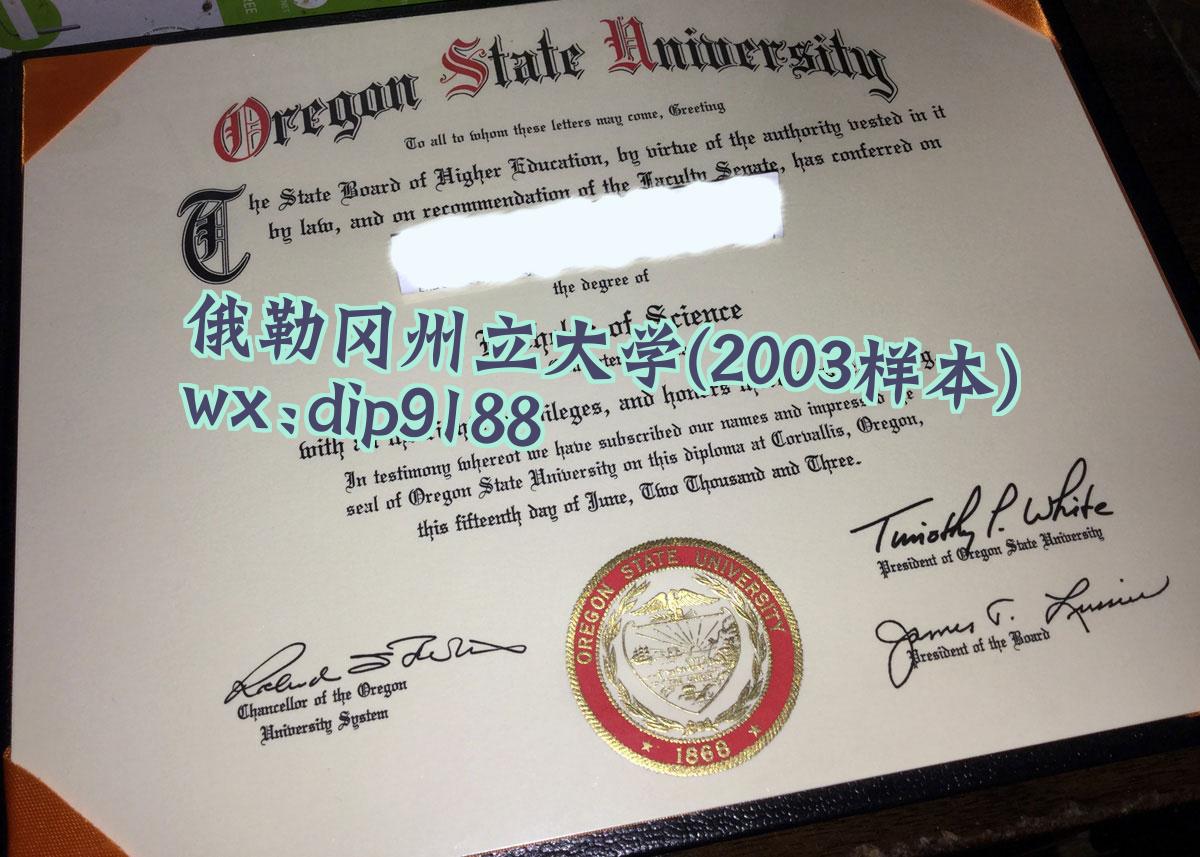 Oregon State University
To all to whom these letters may come, Greeting
The State Board of Higher Education, by virtue of the authority vested in it
by law, and on recommendation of the Faculty Senate, has conferred on
the degree of
of Science
俄勒冈州立大学(2003样本)
wx:dip9188
with and honors
In testimony whereof we have subscribed our names and
seal of Oregon State University on this diploma at Corvallis, Oregon,
this fifteenth day of June, Two Thousand and Three.
Timothy P. White
President of Oregon State University
James T. Lussier
President of the Board
Chancellor of the Oregon
University System
OREGON STATE UNIVERSITY
1868